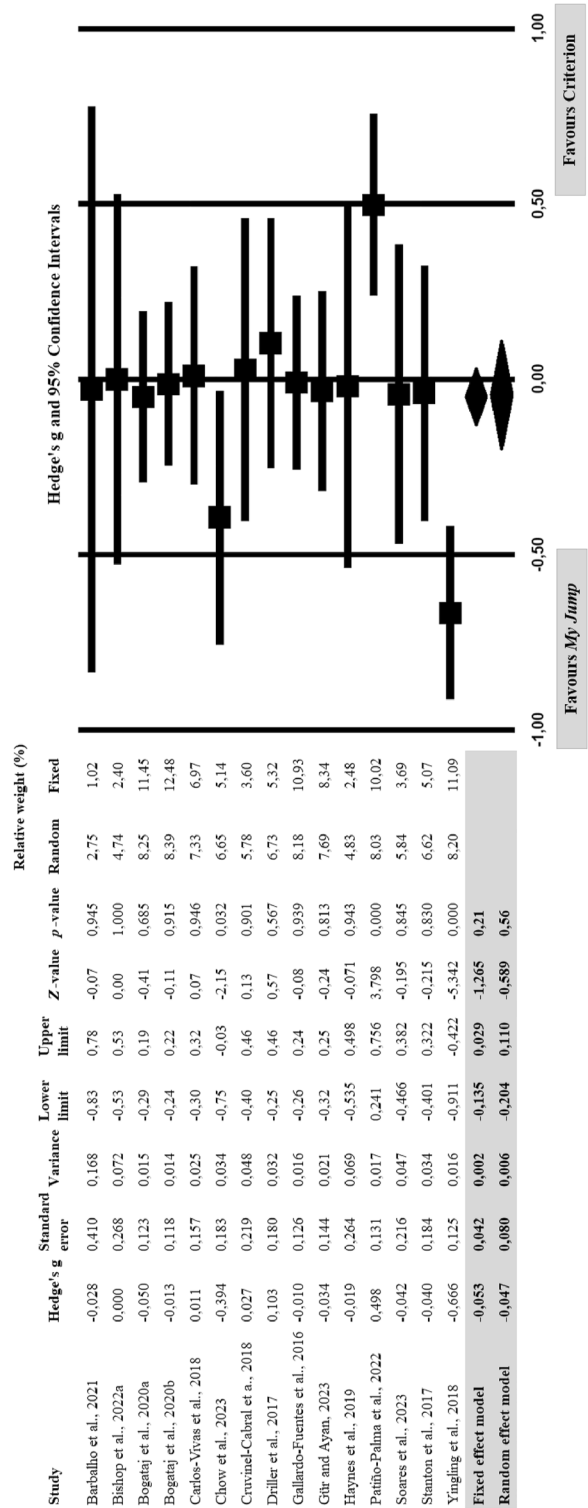 Relative weight (%)
Study Hedge's g Standard error Variance Lower limit Upper limit Z-value p-value Random Fixed Hedge's g and 95% Confidence Intervals
Barbalho et al., 2021 -0,028 0,410 0,168 -0,83 0,78 -0,07 0,945 2,75 1,02
Bishop et al., 2022a 0,000 0,268 0,072 -0,53 0,53 0,00 1,000 4,74 2,40
Bogataj et al., 2020a -0,050 0,123 0,015 -0,29 0,19 -0,41 0,685 8,25 11,45
Bogataj et al., 2020b -0,013 0,118 0,014 -0,24 0,22 -0,11 0,915 8,39 12,48
Carlos-Vivas et al., 2018 0,011 0,157 0,025 -0,30 0,32 0,07 0,946 7,33 6,97
Chow et al., 2023 -0,394 0,183 0,034 -0,75 -0,03 -2,15 0,032 6,65 5,14
Cruvinel-Cabral et a., 2018 0,027 0,219 0,048 -0,40 0,46 0,13 0,901 5,78 3,60
Driller et al., 2017 0,103 0,180 0,032 -0,25 0,46 0,57 0,567 6,73 5,32
Gallardo-Fuentes et al., 2016 -0,010 0,126 0,016 -0,26 0,24 -0,08 0,939 8,18 10,93
Gür and Ayan, 2023 -0,034 0,144 0,021 -0,32 0,25 -0,24 0,813 7,69 8,34
Haynes et al., 2019 -0,019 0,264 0,069 -0,535 0,498 -0,071 0,943 4,83 2,48
Patiño-Palma et al., 2022 0,498 0,131 0,017 0,241 0,756 3,798 0,000 8,03 10,02
Soares et al., 2023 -0,042 0,216 0,047 -0,466 0,382 -0,195 0,845 5,84 3,69
Stanton et al., 2017 -0,040 0,184 0,034 -0,401 0,322 -0,215 0,830 6,62 5,07
Yingling et al., 2018 -0,666 0,125 0,016 -0,911 -0,422 -5,342 0,000 8,20 11,09
Fixed effect model -0,053 0,042 0,002 -0,135 0,029 -1,265 0,21
Random effect model -0,047 0,080 0,006 -0,204 0,110 -0,589 0,56
-1,00 -0,50 0,00 0,50 1,00
Favours My Jump Favours Criterion